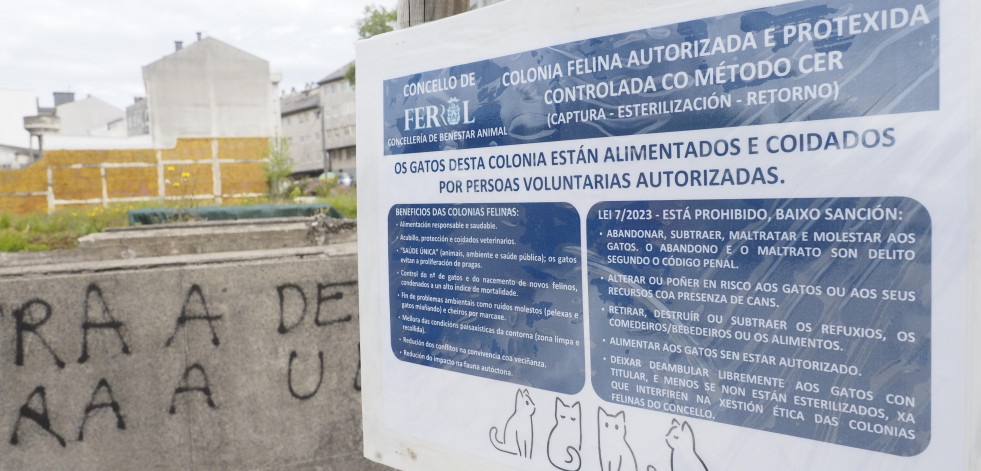 CONCELLO DE
FERROL
CONCELLERÍA DE BENESTAR ANIMAL
COLONIA FELINA AUTORIZADA E PROTEXIDA
CONTROLADA CO MÉTODO CER
(CAPTURA - ESTERILIZACIÓN - RETORNO)
OS GATOS DESTA COLONIA ESTÁN ALIMENTADOS E COIDADOS
POR PERSOAS VOLUNTARIAS AUTORIZADAS.
BENEFICIOS DAS COLONIAS FELINAS:
• Alimentación responsable e saudable.
• Acubillo, protección e coidados veterinarios.
• "SAÚDE ÚNICA" (animais, ambiente e saúde pública); os gatos
evitan a proliferación de pragas.
• Control do nº de gatos e do nacemento de novos felinos,
condenados a un alto índice de mortalidade.
• Fin de problemas ambientais como ruídos molestos (pelexas e
gatos miañando) e cheiros por marcaxe.
• Mellora das condicións paisaxísticas da contorna (zona limpa e
recollida).
• Redución dos conflitos na convivencia coa veciñanza.
• Redución do impacto na fauna autóctona.
LEI 7/2023 - ESTÁ PROHIBIDO, BAIXO SANCIÓN:
• ABANDONAR, SUBTRAER, MALTRATAR E MOLESTAR AOS
GATOS. O ABANDONO E O MALTRATO SON DELITO
SEGUNDO O CÓDIGO PENAL.
• ALTERAR OU POÑER EN RISCO AOS GATOS OU AOS SEUS
RECURSOS COA PRESENZA DE CANS.
• RETIRAR, DESTRUÍR OU SUBTRAER OS REFUXIOS, OS
COMEDEIROS/BEBEDEIROS OU OS ALIMENTOS.
• ALIMENTAR AOS GATOS SEN ESTAR AUTORIZADO.
• DEIXAR DEAMBULAR LIBREMENTE AOS GATOS CON
TITULAR, E MENOS SE NON ESTÁN ESTERILIZADOS, XA
QUE INTERFIREN NA XESTIÓN ÉTICA DAS COLONIAS
FELINAS DO CONCELLO.
RA A DE
AA A U